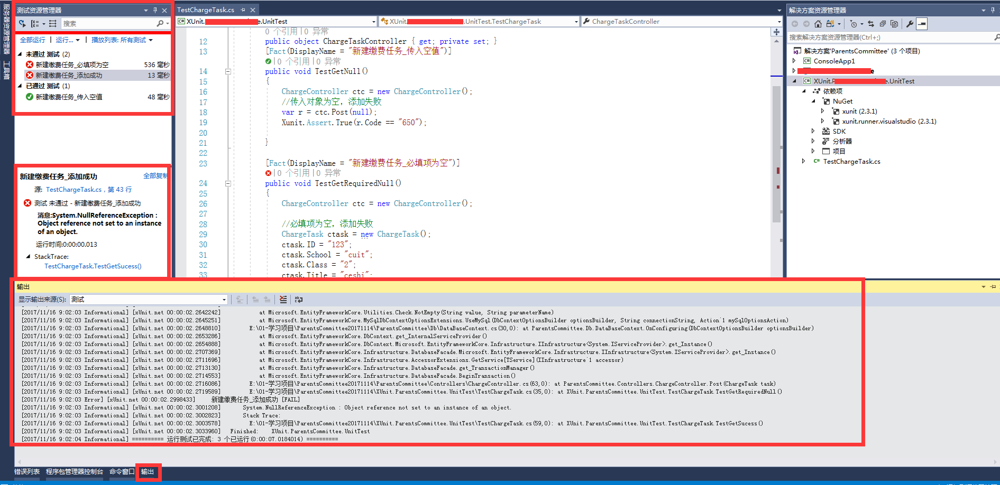 服务器资源管理器
工具箱
测试资源管理器
搜索
全部运行 | 运行... | 播放列表: 所有测试
未通过 测试 (2)
新建缴费任务_必填项为空 536 毫秒
新建缴费任务_添加成功 13 毫秒
已通过 测试 (1)
新建缴费任务_传入空值 48 毫秒
新建缴费任务_添加成功 全部复制
源: TestChargeTask.cs, 第 43 行
测试 未通过 - 新建缴费任务_添加成功
消息:System.NullReferenceException :
Object reference not set to an instance
of an object.
运行时间:0:00:00.013
StackTrace:
TestChargeTask.TestGetSucess()
TestChargeTask.cs
C# XUnit. e.UnitTest
XUnit. .UnitTest.TestChargeTask
ChargeTaskController
0 个引用|0 异常
12 public object ChargeTaskController { get; private set; }
13 [Fact(DisplayName = "新建缴费任务_传入空值")]
|0 个引用|0 异常
14 public void TestGetNull()
15 {
16 ChargeController ctc = new ChargeController();
17 //传入对象为空，添加失败
18 var r = ctc.Post(null);
19 Xunit.Assert.True(r.Code == "650");
20
21 }
22
23 [Fact(DisplayName = "新建缴费任务_必填项为空")]
|0 个引用|0 异常
24 public void TestGetRequiredNull()
25 {
26 ChargeController ctc = new ChargeController();
27
28 //必填项为空，添加失败
29 ChargeTask ctask = new ChargeTask();
30 ctask.ID = "123";
31 ctask.School = "cuit";
32 ctask.Class = "2";
33 ctask.Title = "ceshi";
解决方案资源管理器
搜索解决方案资源管理器(Ctrl+;)
解决方案'ParentsCommittee' (3 个项目)
C# ConsoleApp1
e
C# XUnit.P e.UnitTest
依赖项
NuGet
xunit (2.3.1)
xunit.runner.visualstudio (2.3.1)
SDK
分析器
项目
C# TestChargeTask.cs
输出
显示输出来源(S): 测试
[2017/11/16 9:02:03 Informational] [xUnit.net 00:00:02.2642242] at Microsoft.EntityFrameworkCore.Utilities.Check.NotEmpty(String value, String parameterName)
[2017/11/16 9:02:03 Informational] [xUnit.net 00:00:02.2645251] at Microsoft.EntityFrameworkCore.MySqlDbContextOptionsExtensions.UseMySql(DbContextOptionsBuilder optionsBuilder, String connectionString, Action`1 mySqlOptionsAction)
[2017/11/16 9:02:03 Informational] [xUnit.net 00:00:02.2648810] E:\01-学习项目\ParentsCommittee20171114\ParentsCommittee\Db\DataBaseContext.cs(30,0): at ParentsCommittee.Db.DataBaseContext.OnConfiguring(DbContextOptionsBuilder optionsBuilder)
[2017/11/16 9:02:03 Informational] [xUnit.net 00:00:02.2653286] at Microsoft.EntityFrameworkCore.DbContext.get_InternalServiceProvider()
[2017/11/16 9:02:03 Informational] [xUnit.net 00:00:02.2654888] at Microsoft.EntityFrameworkCore.DbContext.Microsoft.EntityFrameworkCore.Infrastructure.IInfrastructure<System.IServiceProvider>.get_Instance()
[2017/11/16 9:02:03 Informational] [xUnit.net 00:00:02.2707369] at Microsoft.EntityFrameworkCore.Infrastructure.DatabaseFacade.Microsoft.EntityFrameworkCore.Infrastructure.IInfrastructure<System.IServiceProvider>.get_Instance()
[2017/11/16 9:02:03 Informational] [xUnit.net 00:00:02.2711696] at Microsoft.EntityFrameworkCore.Infrastructure.AccessorExtensions.GetService[TService](IInfrastructure`1 accessor)
[2017/11/16 9:02:03 Informational] [xUnit.net 00:00:02.2713130] at Microsoft.EntityFrameworkCore.Infrastructure.DatabaseFacade.get_TransactionManager()
[2017/11/16 9:02:03 Informational] [xUnit.net 00:00:02.2714553] at Microsoft.EntityFrameworkCore.Infrastructure.DatabaseFacade.BeginTransaction()
[2017/11/16 9:02:03 Informational] [xUnit.net 00:00:02.2716086] E:\01-学习项目\ParentsCommittee20171114\ParentsCommittee\Controllers\ChargeController.cs(63,0): at ParentsCommittee.Controllers.ChargeController.Post(ChargeTask task)
[2017/11/16 9:02:03 Informational] [xUnit.net 00:00:02.2719589] E:\01-学习项目\ParentsCommittee20171114\XUnit.ParentsCommittee.UnitTest\TestChargeTask.cs(35,0): at XUnit.ParentsCommittee.UnitTest.TestChargeTask.TestGetRequiredNull()
[2017/11/16 9:02:03 Error] [xUnit.net 00:00:02.2998433] 新建缴费任务_添加成功 [FAIL]
[2017/11/16 9:02:03 Informational] [xUnit.net 00:00:02.3001208] System.NullReferenceException : Object reference not set to an instance of an object.
[2017/11/16 9:02:03 Informational] [xUnit.net 00:00:02.3002823] Stack Trace:
[2017/11/16 9:02:03 Informational] [xUnit.net 00:00:02.3003578] E:\01-学习项目\ParentsCommittee20171114\XUnit.ParentsCommittee.UnitTest\TestChargeTask.cs(59,0): at XUnit.ParentsCommittee.UnitTest.TestChargeTask.TestGetSucess()
[2017/11/16 9:02:03 Informational] [xUnit.net 00:00:02.3033960] Finished: XUnit.ParentsCommittee.UnitTest
[2017/11/16 9:02:04 Informational] ========== 运行测试已完成: 3 个已运行(0:00:07.0184014) ==========
错误列表 程序包管理器控制台 命令窗口 输出